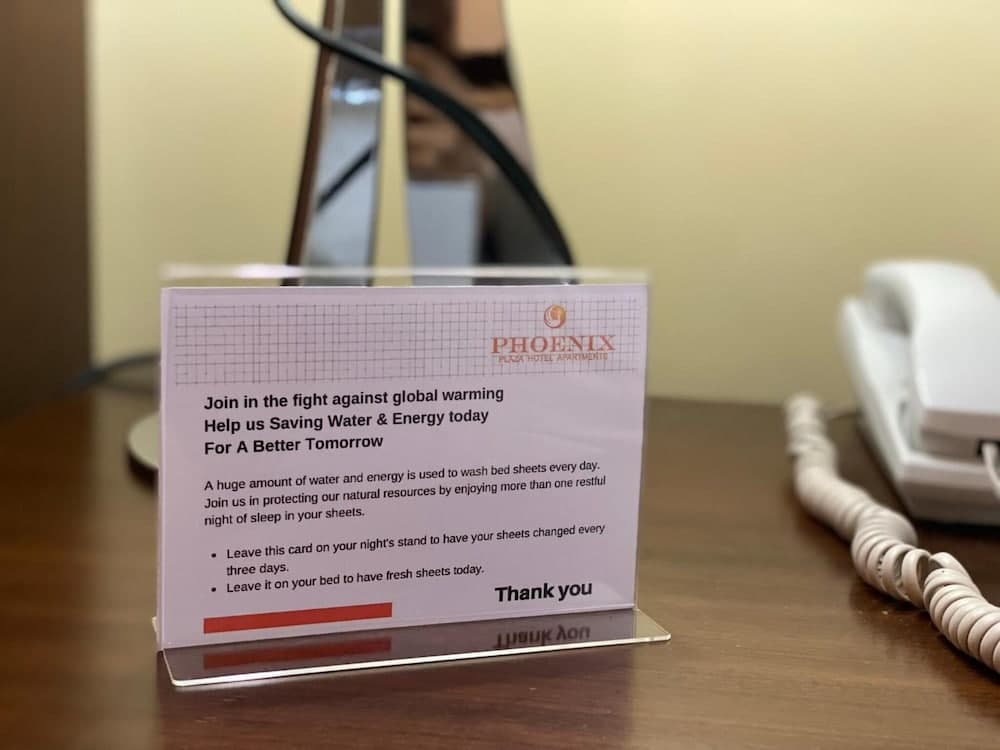 PHOENIX
PLAZA HOTEL APARTMENTS
Join in the fight against global warming
Help us Saving Water & Energy today
For A Better Tomorrow
A huge amount of water and energy is used to wash bed sheets every day.
Join us in protecting our natural resources by enjoying more than one restful
night of sleep in your sheets.
• Leave this card on your night's stand to have your sheets changed every
three days.
• Leave it on your bed to have fresh sheets today.
Thank you